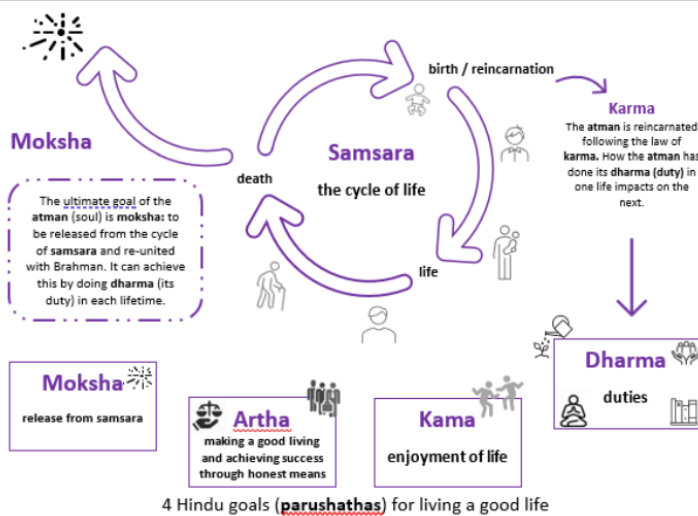 birth / reincarnation
Karma
The atman is reincarnated
following the law of
karma. How the atman has
done its dharma (duty) in
one life impacts on the
next.
Moksha
Samsara
the cycle of life
death
life
The ultimate goal of the
atman (soul) is moksha: to
be released from the cycle
of samsara and re-united
with Brahman. It can achieve
this by doing dharma (its
duty) in each lifetime.
Moksha
release from samsara
Artha
making a good living
and achieving success
through honest means
Kama
enjoyment of life
Dharma
duties
4 Hindu goals (parushathas) for living a good life